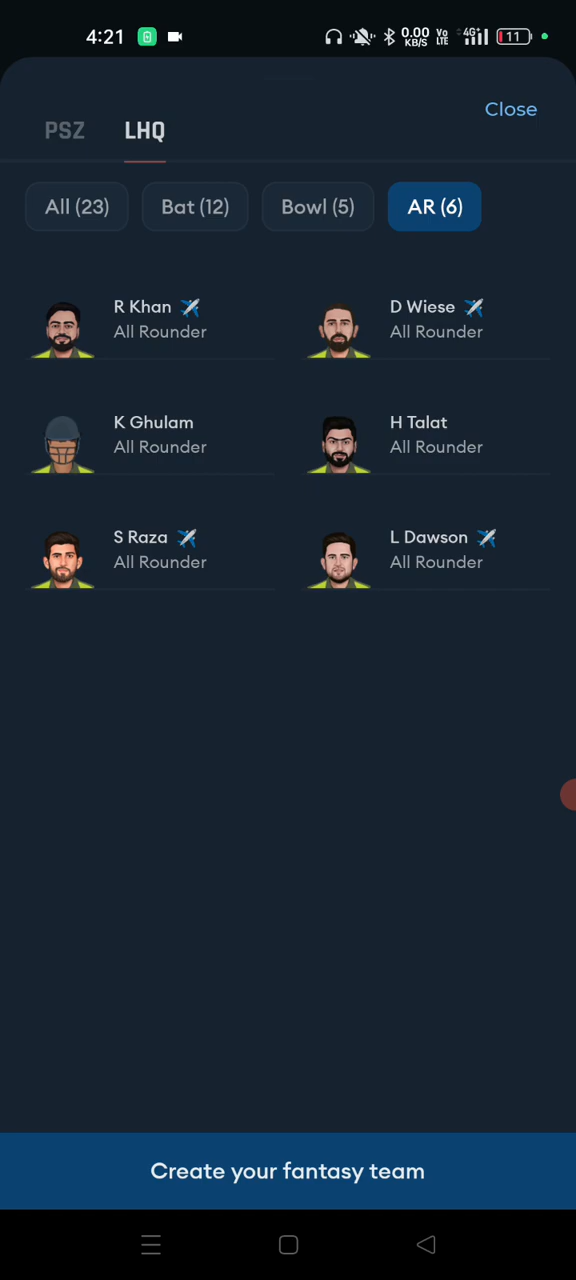 4:21
0.00 KB/S
Vo LTE
4G+
11
Close
PSZ LHQ
All (23) Bat (12) Bowl (5) AR (6)
R Khan
All Rounder
D Wiese
All Rounder
K Ghulam
All Rounder
H Talat
All Rounder
S Raza
All Rounder
L Dawson
All Rounder
Create your fantasy team